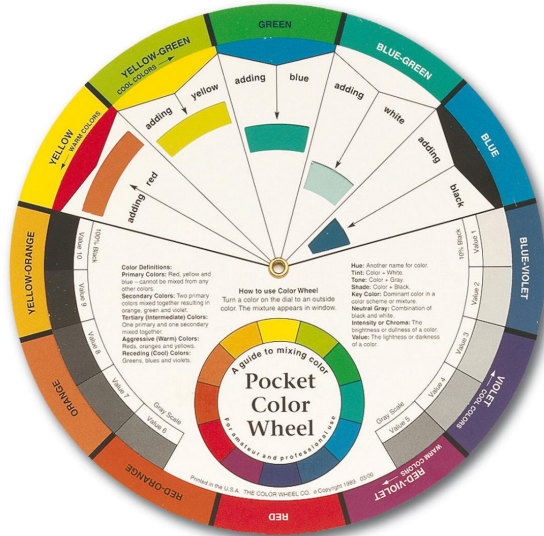 GREEN
BLUE-GREEN
BLUE
BLUE-VIOLET
VIOLET
COOL COLORS
RED-VIOLET
WARM COLORS
RED
RED-ORANGE
ORANGE
YELLOW-ORANGE
YELLOW
WARM COLORS
YELLOW-GREEN
COOL COLORS
adding red
adding yellow
adding blue
adding white
adding black
100% Black
Value 10
Value 9
Value 8
Value 7
Value 6
Gray Scale
10% Black
Value 1
Value 2
Value 3
Value 4
Value 5
Gray Scale
Color Definitions:
Primary Colors: Red, yellow and
blue – cannot be mixed from any
other colors.
Secondary Colors: Two primary
colors mixed together resulting in
orange, green and violet.
Tertiary (Intermediate) Colors:
One primary and one secondary
mixed together.
Aggressive (Warm) Colors:
Reds, oranges and yellows.
Receding (Cool) Colors:
Greens, blues and violets.
How to use Color Wheel
Turn a color on the dial to an outside
color. The mixture appears in window.
Hue: Another name for color.
Tint: Color + White.
Tone: Color + Gray.
Shade: Color + Black.
Key Color: Dominant color in a
color scheme or mixture.
Neutral Gray: Combination of
black and white.
Intensity or Chroma: The
brightness or dullness of a color.
Value: The lightness or darkness
of a color.
A guide to mixing color
Pocket
Color
Wheel
For amateur and professional use
Printed in the U.S.A. THE COLOR WHEEL CO. © Copyright 1989 03/00